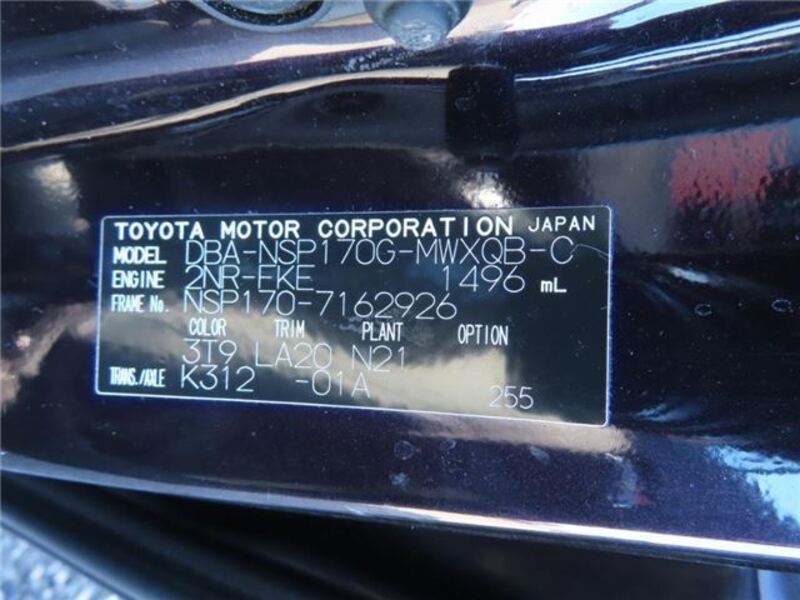 TOYOTA MOTOR CORPORATION JAPAN
MODEL DBA-NSP170G-MWXQB-C
ENGINE 2NR-FKE 1496 mL
FRAME No. NSP170-7162926
COLOR TRIM PLANT OPTION
3T9 LA20 N21
TRANS./AXLE K312 -01A 255